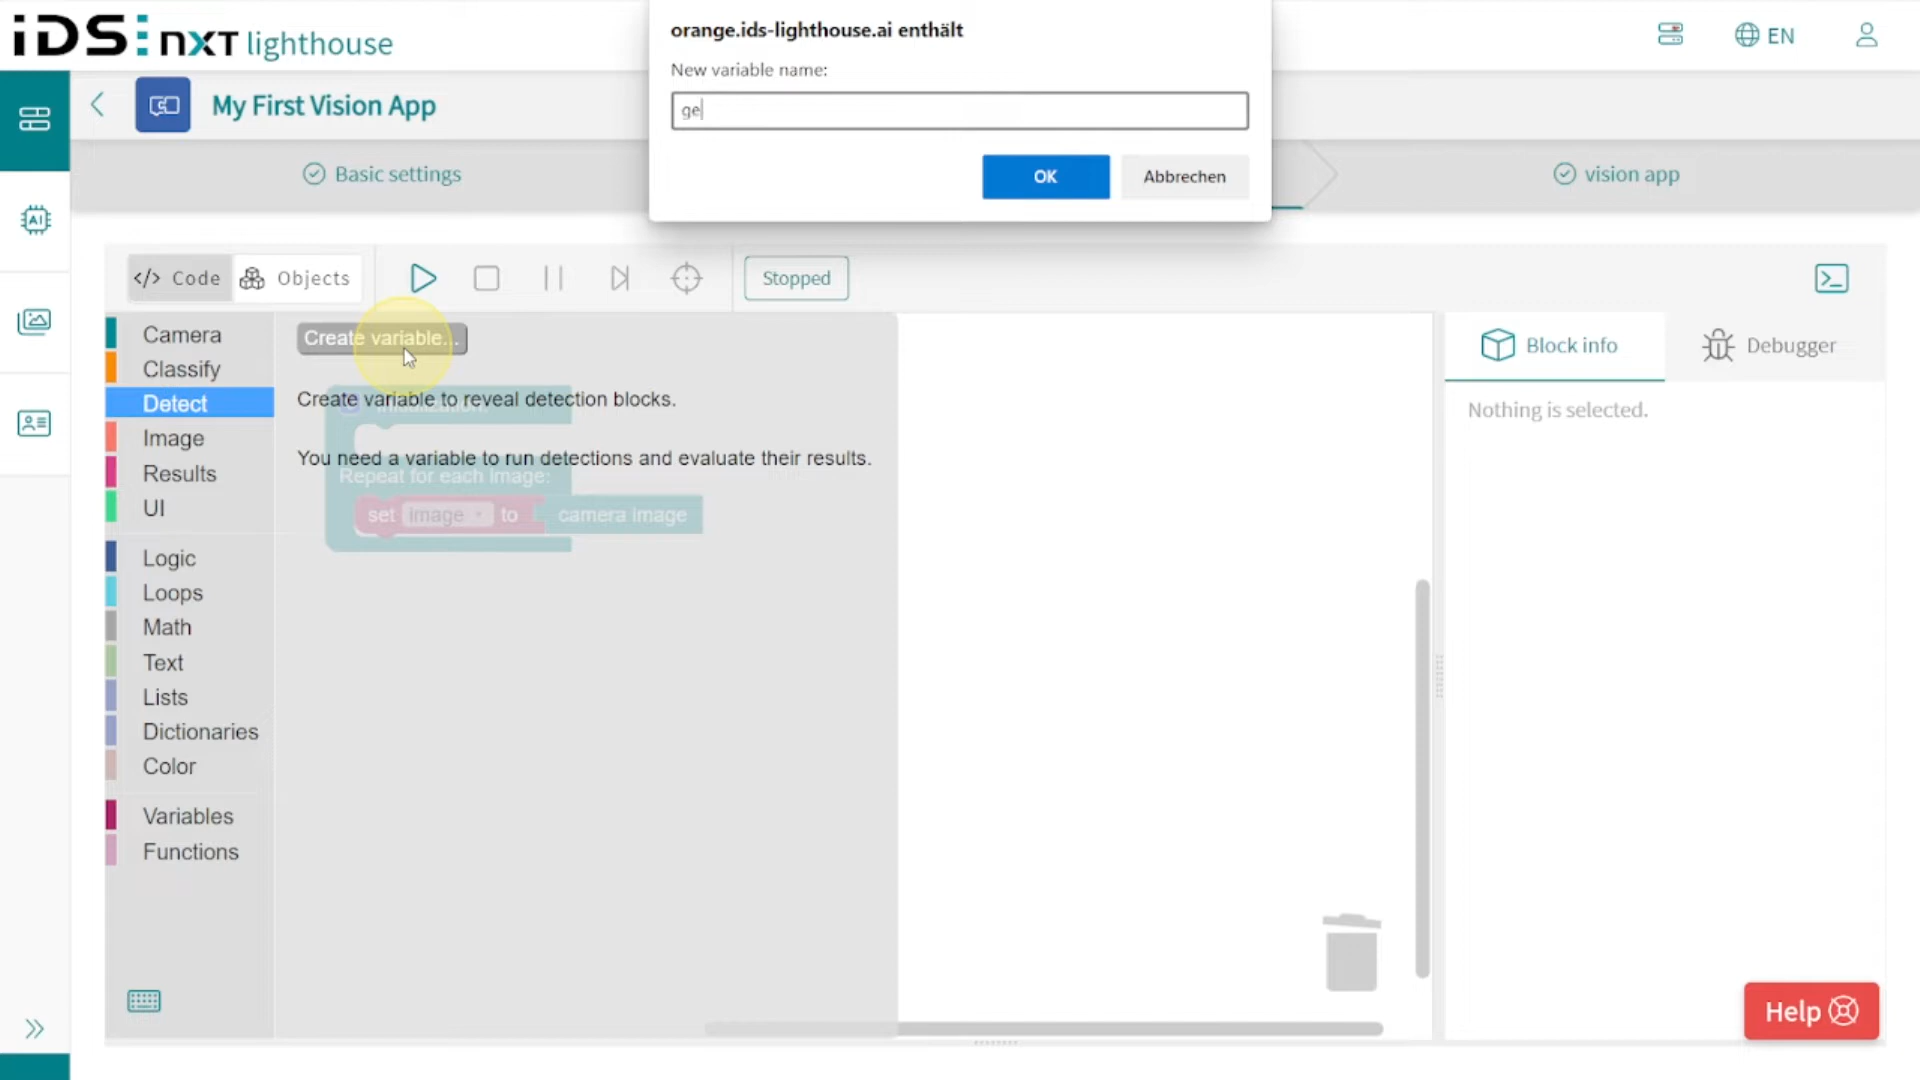 iDS:nxt lighthouse
EN
orange.ids-lighthouse.ai enthält
New variable name:
ge
OK
Abbrechen
My First Vision App
Basic settings
vision app
</> Code
Objects
Stopped
Camera
Classify
Detect
Image
Results
UI
Logic
Loops
Math
Text
Lists
Dictionaries
Color
Variables
Functions
Create variable...
Create variable to reveal detection blocks.
You need a variable to run detections and evaluate their results.
Repeat for each image:
set image to camera image
Block info
Debugger
Nothing is selected.
AI
Help